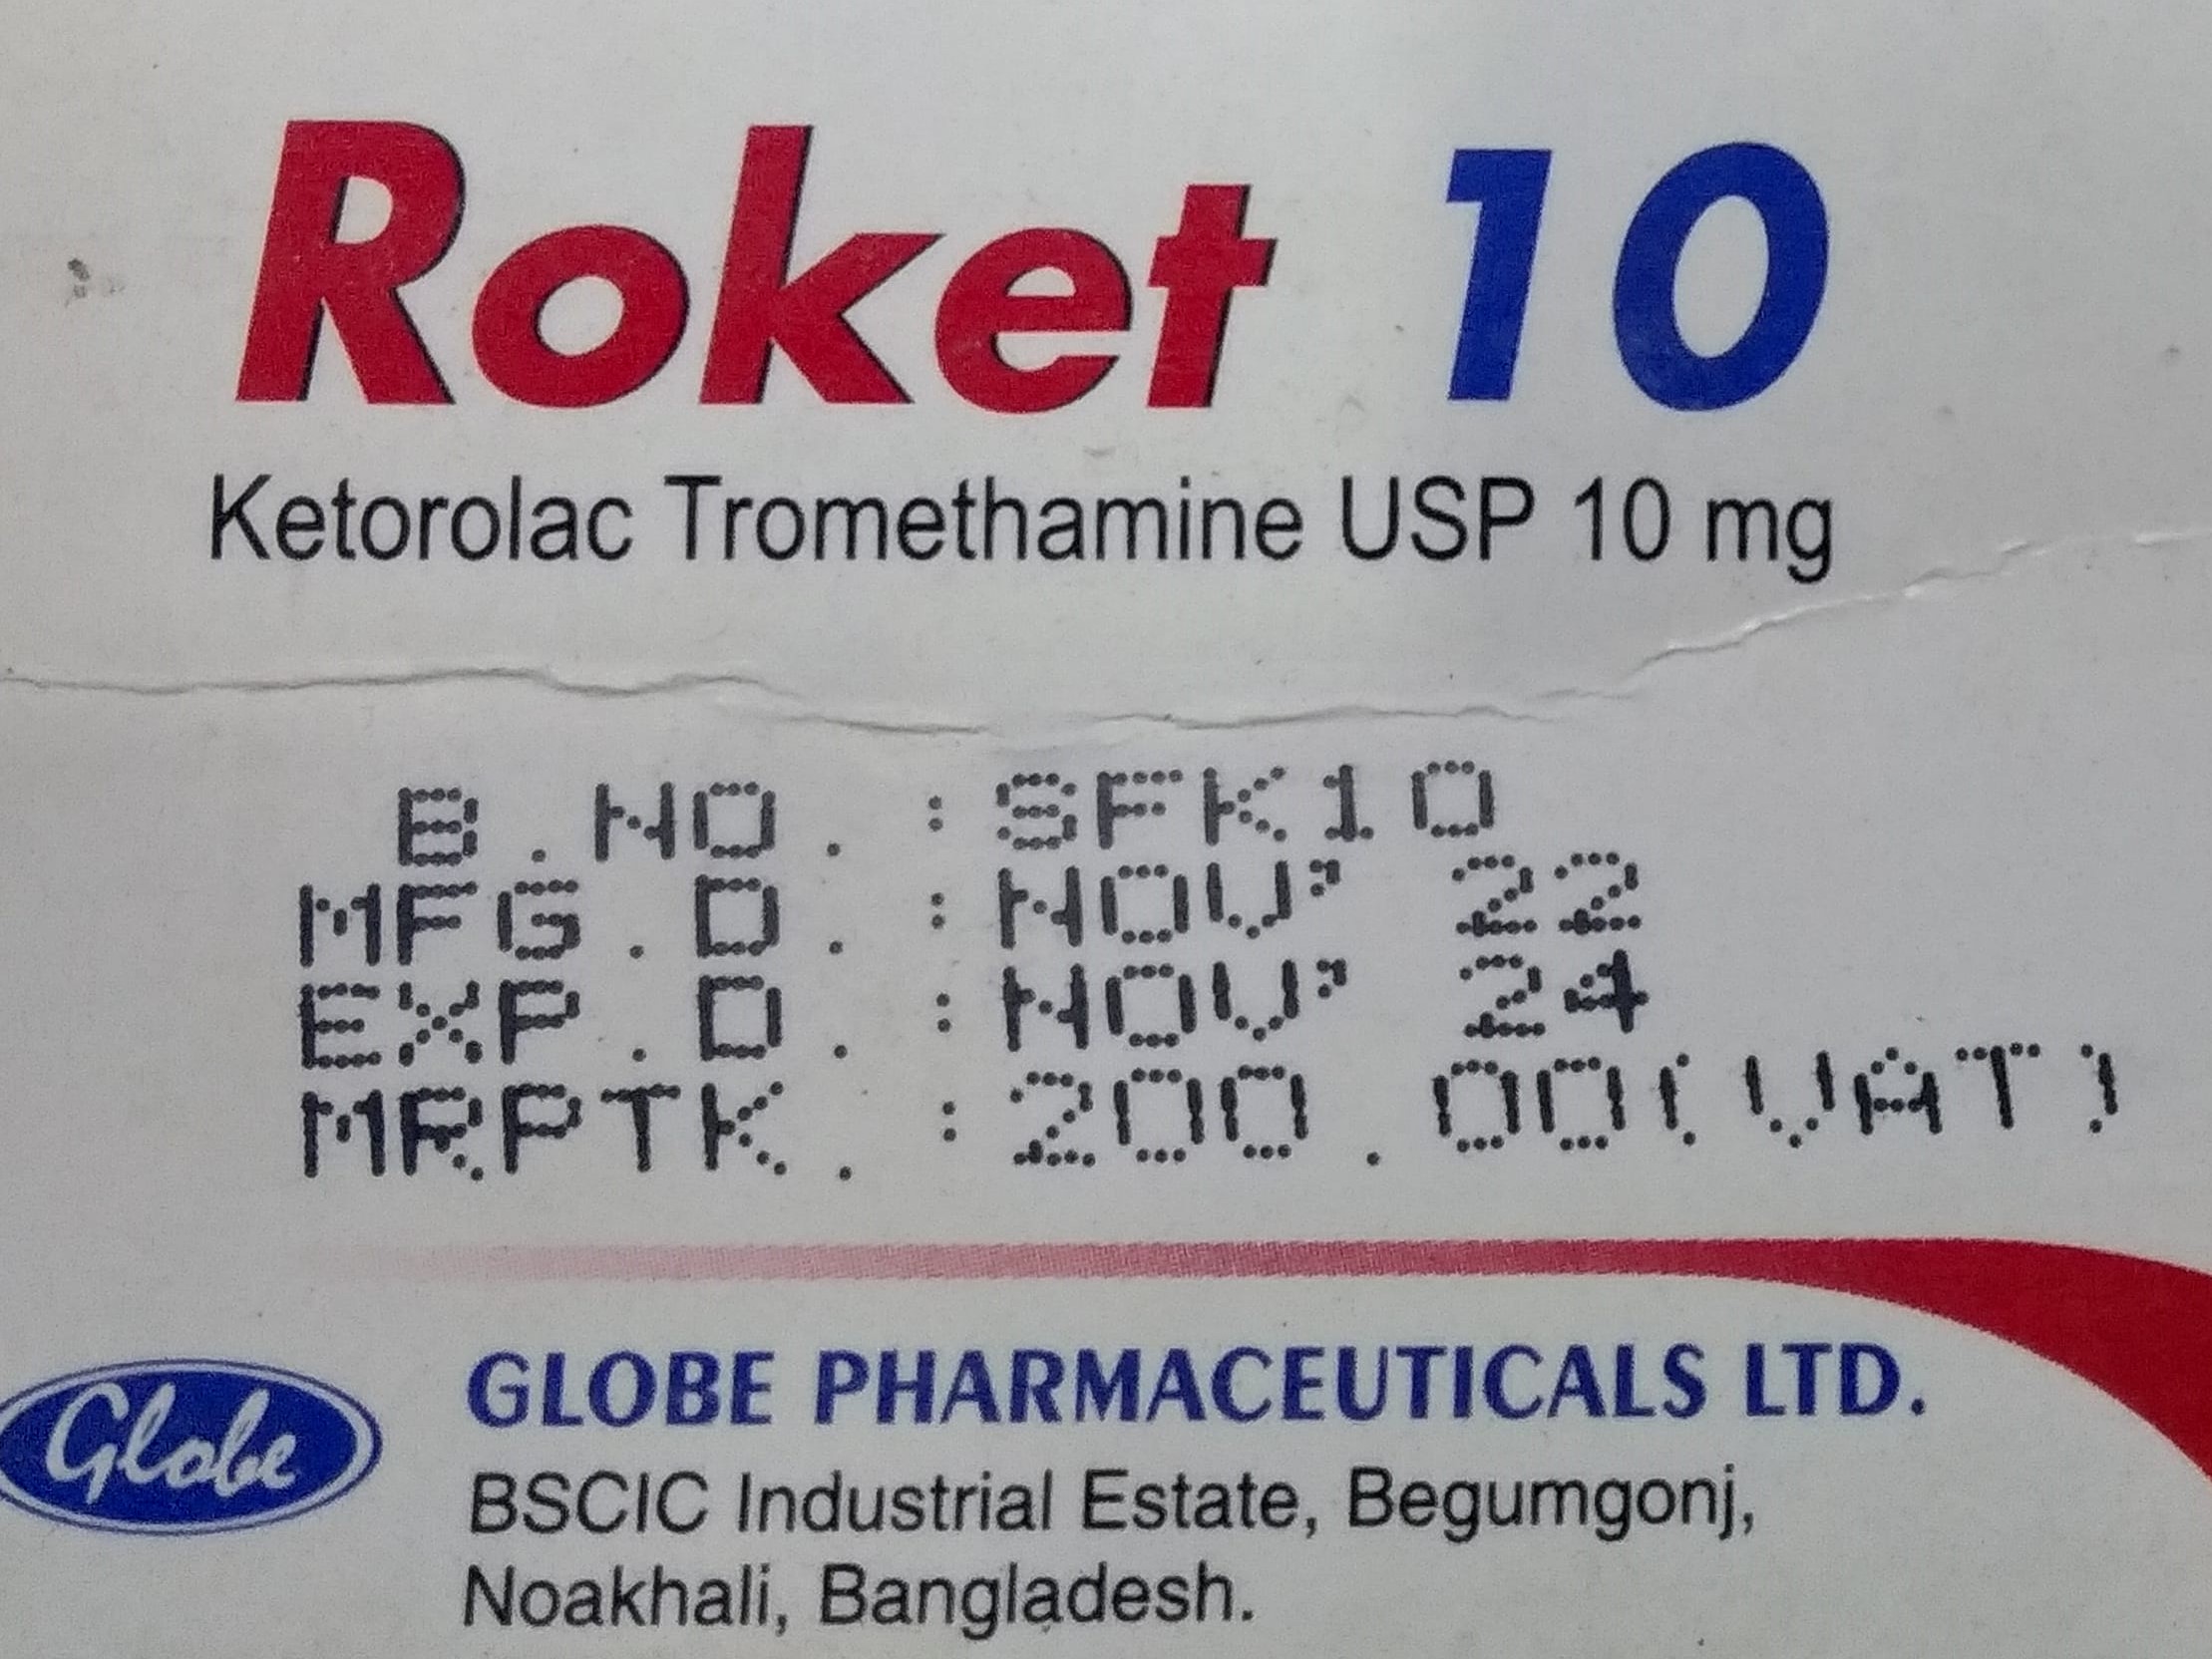 Roket 10
Ketorolac Tromethamine USP 10 mg
B.NO. :SFK10
MFG.D. :NOV' 22
EXP.D. :NOV' 24
MRPTK. :200.00(VAT)
Globe
GLOBE PHARMACEUTICALS LTD.
BSCIC Industrial Estate, Begumgonj,
Noakhali, Bangladesh.